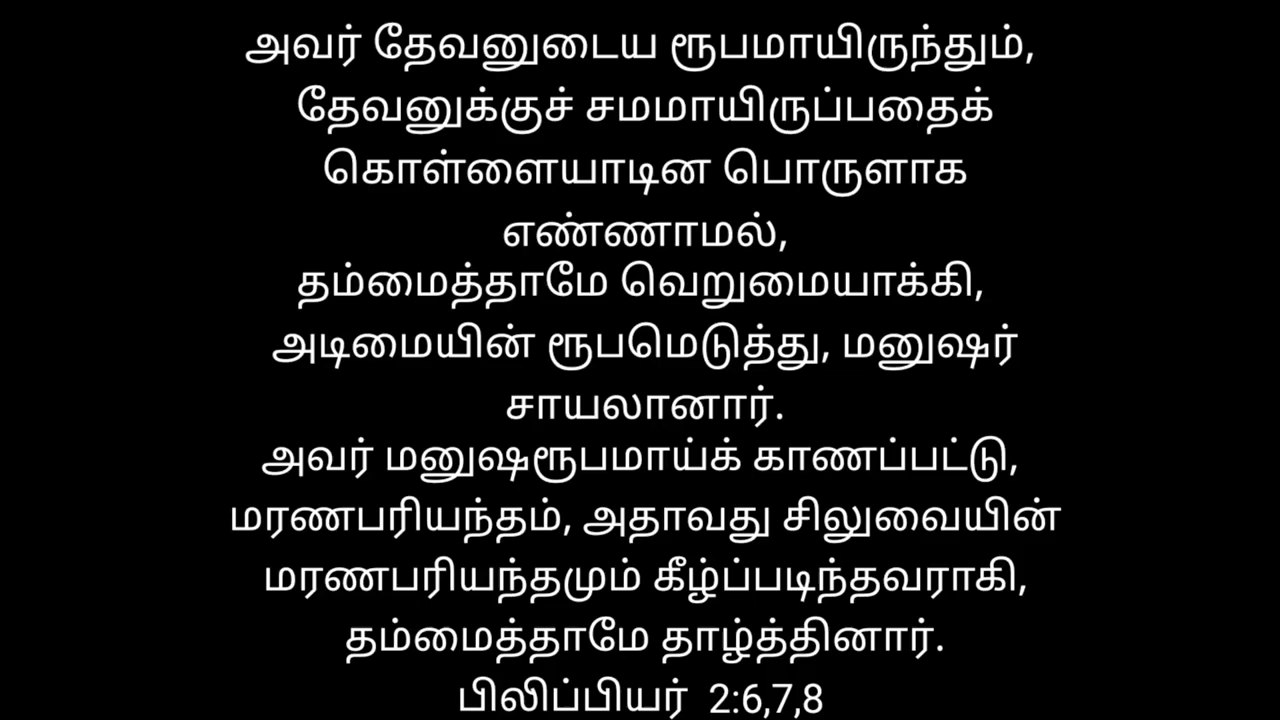 அவர் தேவனுடைய ரூபமாயிருந்தும்,
தேவனுக்குச் சமமாயிருப்பதைக்
கொள்ளையாடின பொருளாக
எண்ணாமல்,
தம்மைத்தாமே வெறுமையாக்கி,
அடிமையின் ரூபமெடுத்து, மனுஷர்
சாயலானார்.
அவர் மனுஷரூபமாய்க் காணப்பட்டு,
மரணபரியந்தம், அதாவது சிலுவையின்
மரணபரியந்தமும் கீழ்ப்படிந்தவராகி,
தம்மைத்தாமே தாழ்த்தினார்.
பிலிப்பியர் 2:6,7,8